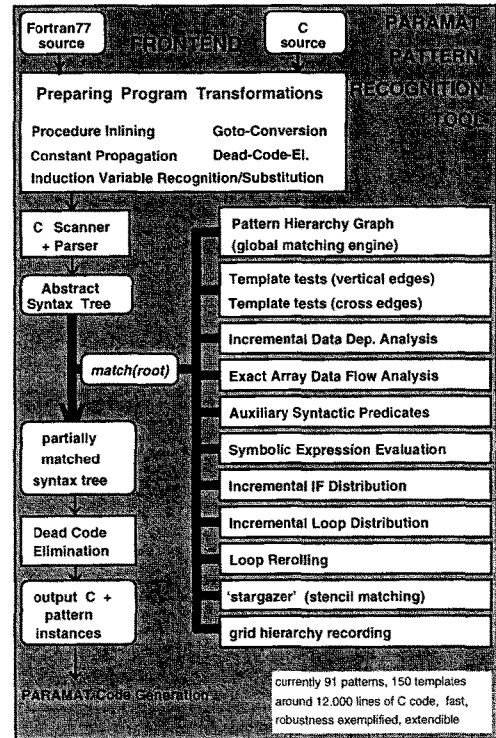 Fortran77
source
FRONTEND
C
source
PARAMAT
PATTERN
RECOGNITION
TOOL
Preparing Program Transformations
Procedure Inlining Goto-Conversion
Constant Propagation Dead-Code-El.
Induction Variable Recognition/Substitution
C Scanner
+ Parser
Abstract
Syntax Tree
match(root)
partially
matched
syntax tree
Dead Code
Elimination
output C +
pattern
instances
PARAMAT Code Generation
Pattern Hierarchy Graph
(global matching engine)
Template tests (vertical edges)
Template tests (cross edges)
Incremental Data Dep. Analysis
Exact Array Data Flow Analysis
Auxiliary Syntactic Predicates
Symbolic Expression Evaluation
Incremental IF Distribution
Incremental Loop Distribution
Loop Rerolling
'stargazer' (stencil matching)
grid hierarchy recording
currently 91 patterns, 150 templates
around 12.000 lines of C code, fast,
robustness exemplified, extendible